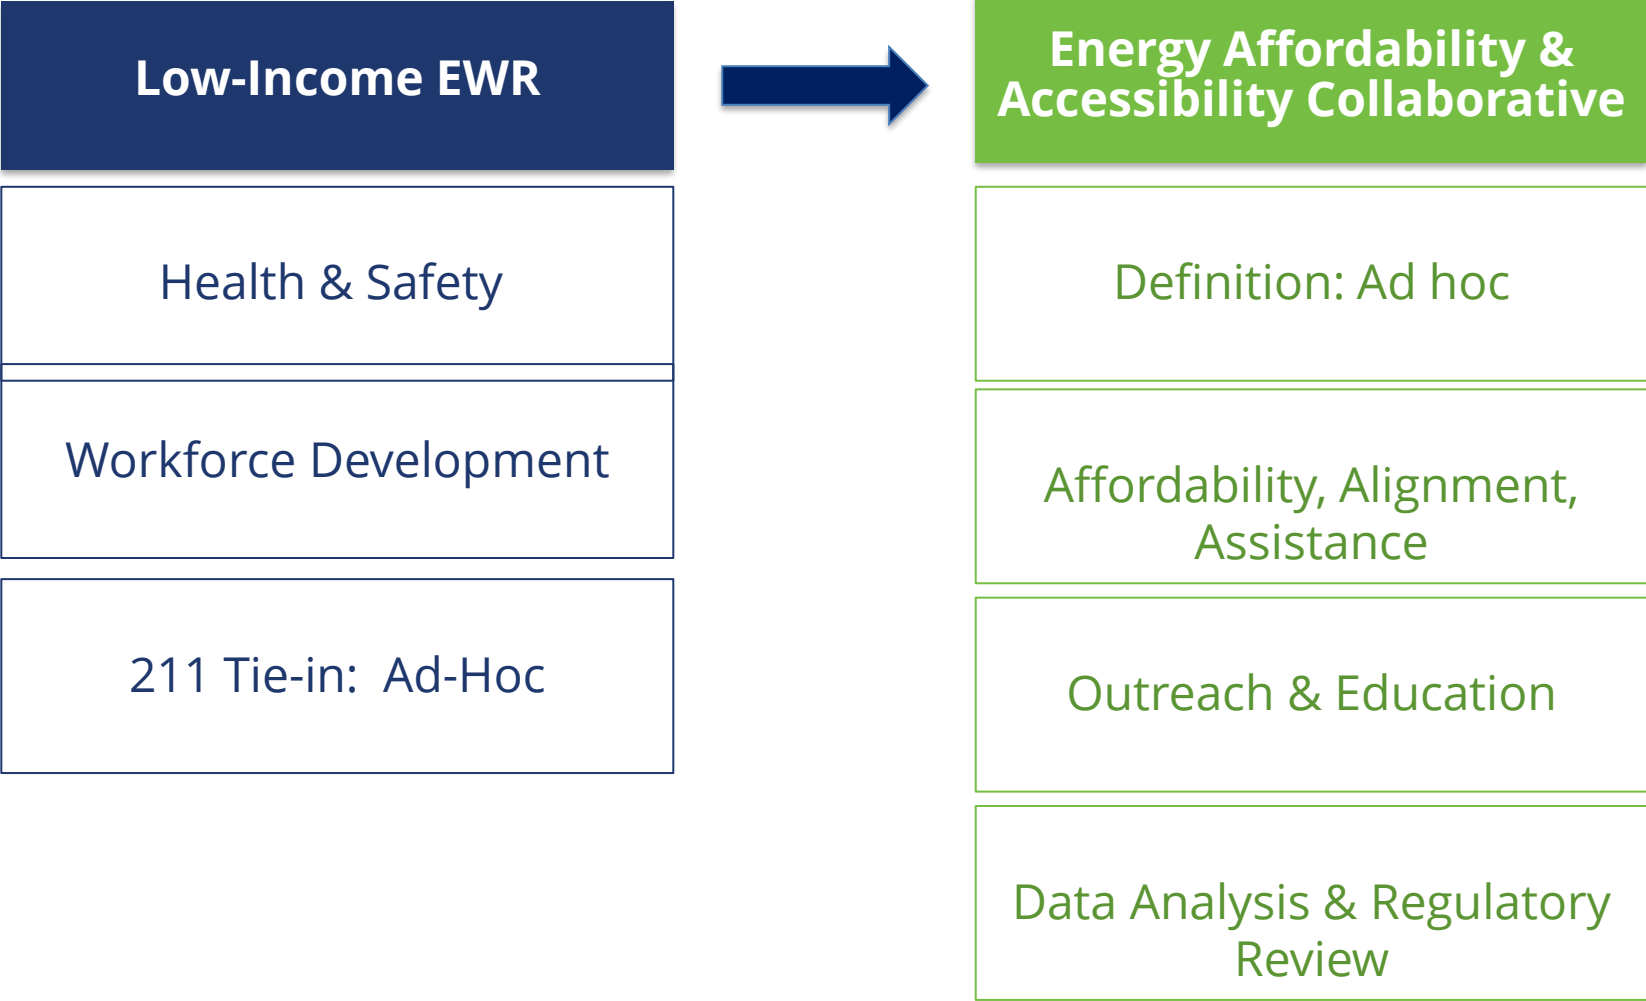 Low-Income EWR
Health & Safety
Workforce Development
211 Tie-in:  Ad-Hoc
Energy Affordability &
Accessibility Collaborative
Definition: Ad hoc
Affordability, Alignment,
Assistance
Outreach & Education
Data Analysis & Regulatory
Review